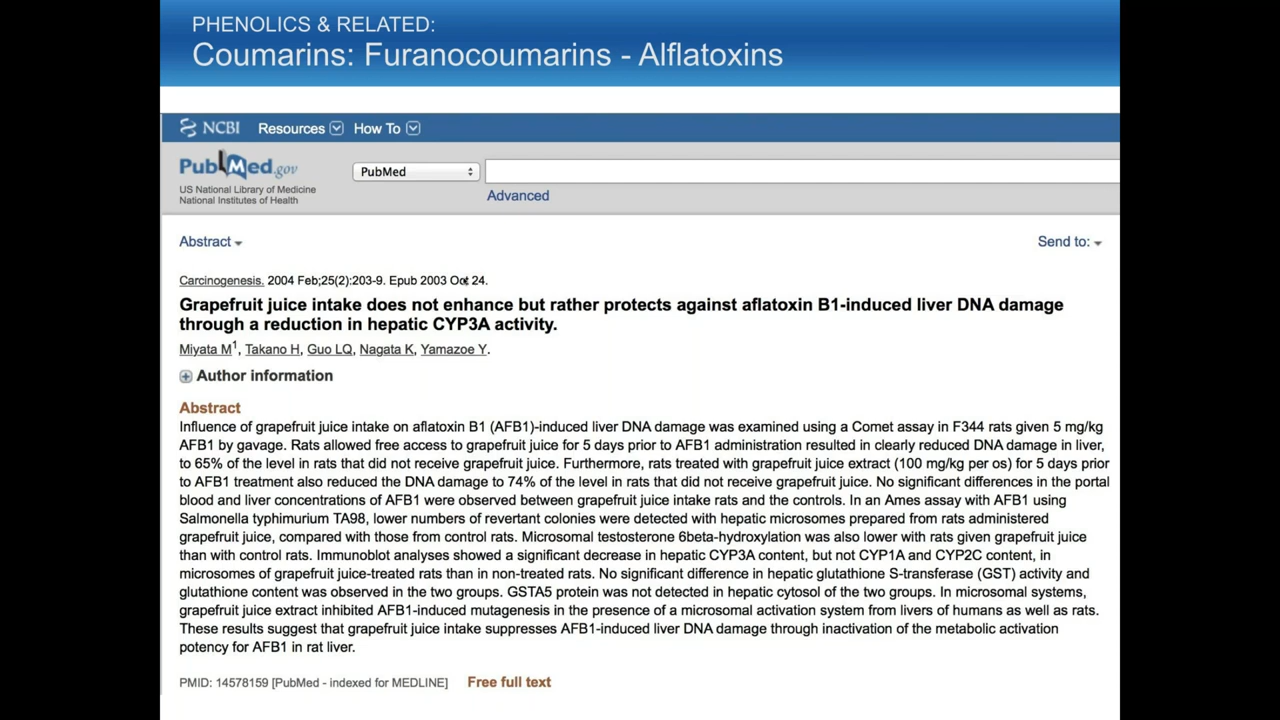 PHENOLICS & RELATED:
Coumarins: Furanocoumarins - Alflatoxins
NCBI Resources How To
PubMed.gov
US National Library of Medicine
National Institutes of Health
PubMed
Advanced
Abstract
Send to:
Carcinogenesis. 2004 Feb;25(2):203-9. Epub 2003 Oct 24.
Grapefruit juice intake does not enhance but rather protects against aflatoxin B1-induced liver DNA damage
through a reduction in hepatic CYP3A activity.
Miyata M1, Takano H, Guo LQ, Nagata K, Yamazoe Y.
Author information
Abstract
Influence of grapefruit juice intake on aflatoxin B1 (AFB1)-induced liver DNA damage was examined using a Comet assay in F344 rats given 5 mg/kg
AFB1 by gavage. Rats allowed free access to grapefruit juice for 5 days prior to AFB1 administration resulted in clearly reduced DNA damage in liver,
to 65% of the level in rats that did not receive grapefruit juice. Furthermore, rats treated with grapefruit juice extract (100 mg/kg per os) for 5 days prior
to AFB1 treatment also reduced the DNA damage to 74% of the level in rats that did not receive grapefruit juice. No significant differences in the portal
blood and liver concentrations of AFB1 were observed between grapefruit juice intake rats and the controls. In an Ames assay with AFB1 using
Salmonella typhimurium TA98, lower numbers of revertant colonies were detected with hepatic microsomes prepared from rats administered
grapefruit juice, compared with those from control rats. Microsomal testosterone 6beta-hydroxylation was also lower with rats given grapefruit juice
than with control rats. Immunoblot analyses showed a significant decrease in hepatic CYP3A content, but not CYP1A and CYP2C content, in
microsomes of grapefruit juice-treated rats than in non-treated rats. No significant difference in hepatic glutathione S-transferase (GST) activity and
glutathione content was observed in the two groups. GSTA5 protein was not detected in hepatic cytosol of the two groups. In microsomal systems,
grapefruit juice extract inhibited AFB1-induced mutagenesis in the presence of a microsomal activation system from livers of humans as well as rats.
These results suggest that grapefruit juice intake suppresses AFB1-induced liver DNA damage through inactivation of the metabolic activation
potency for AFB1 in rat liver.
PMID: 14578159 [PubMed - indexed for MEDLINE] Free full text